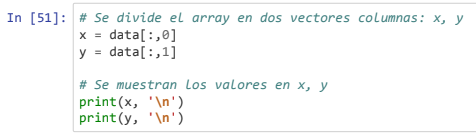 In [51]: # Se divide el array en dos vectores columnas: x, y
x = data[:,0]
y = data[:,1]
# Se muestran los valores en x, y
print(x, '\n')
print(y, '\n')